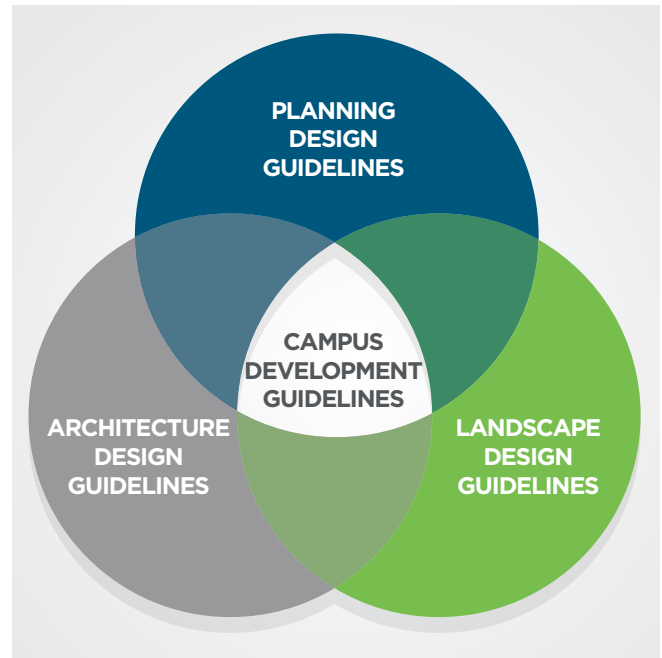 PLANNING
DESIGN
GUIDELINES
CAMPUS
DEVELOPMENT
GUIDELINES
ARCHITECTURE
DESIGN
GUIDELINES
LANDSCAPE
DESIGN
GUIDELINES